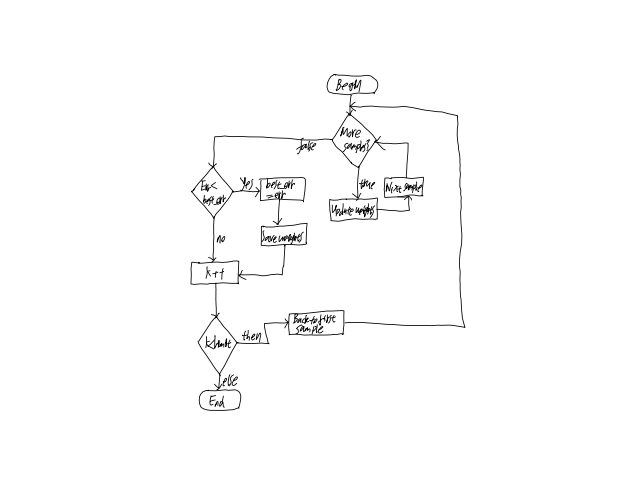 Begin
More
samples?
false
true
Next sample
Update weights
Err<
best_err
yes
best_err
=err
Save weights
no
k++
k<limit
then
Back to first
sample
else
End